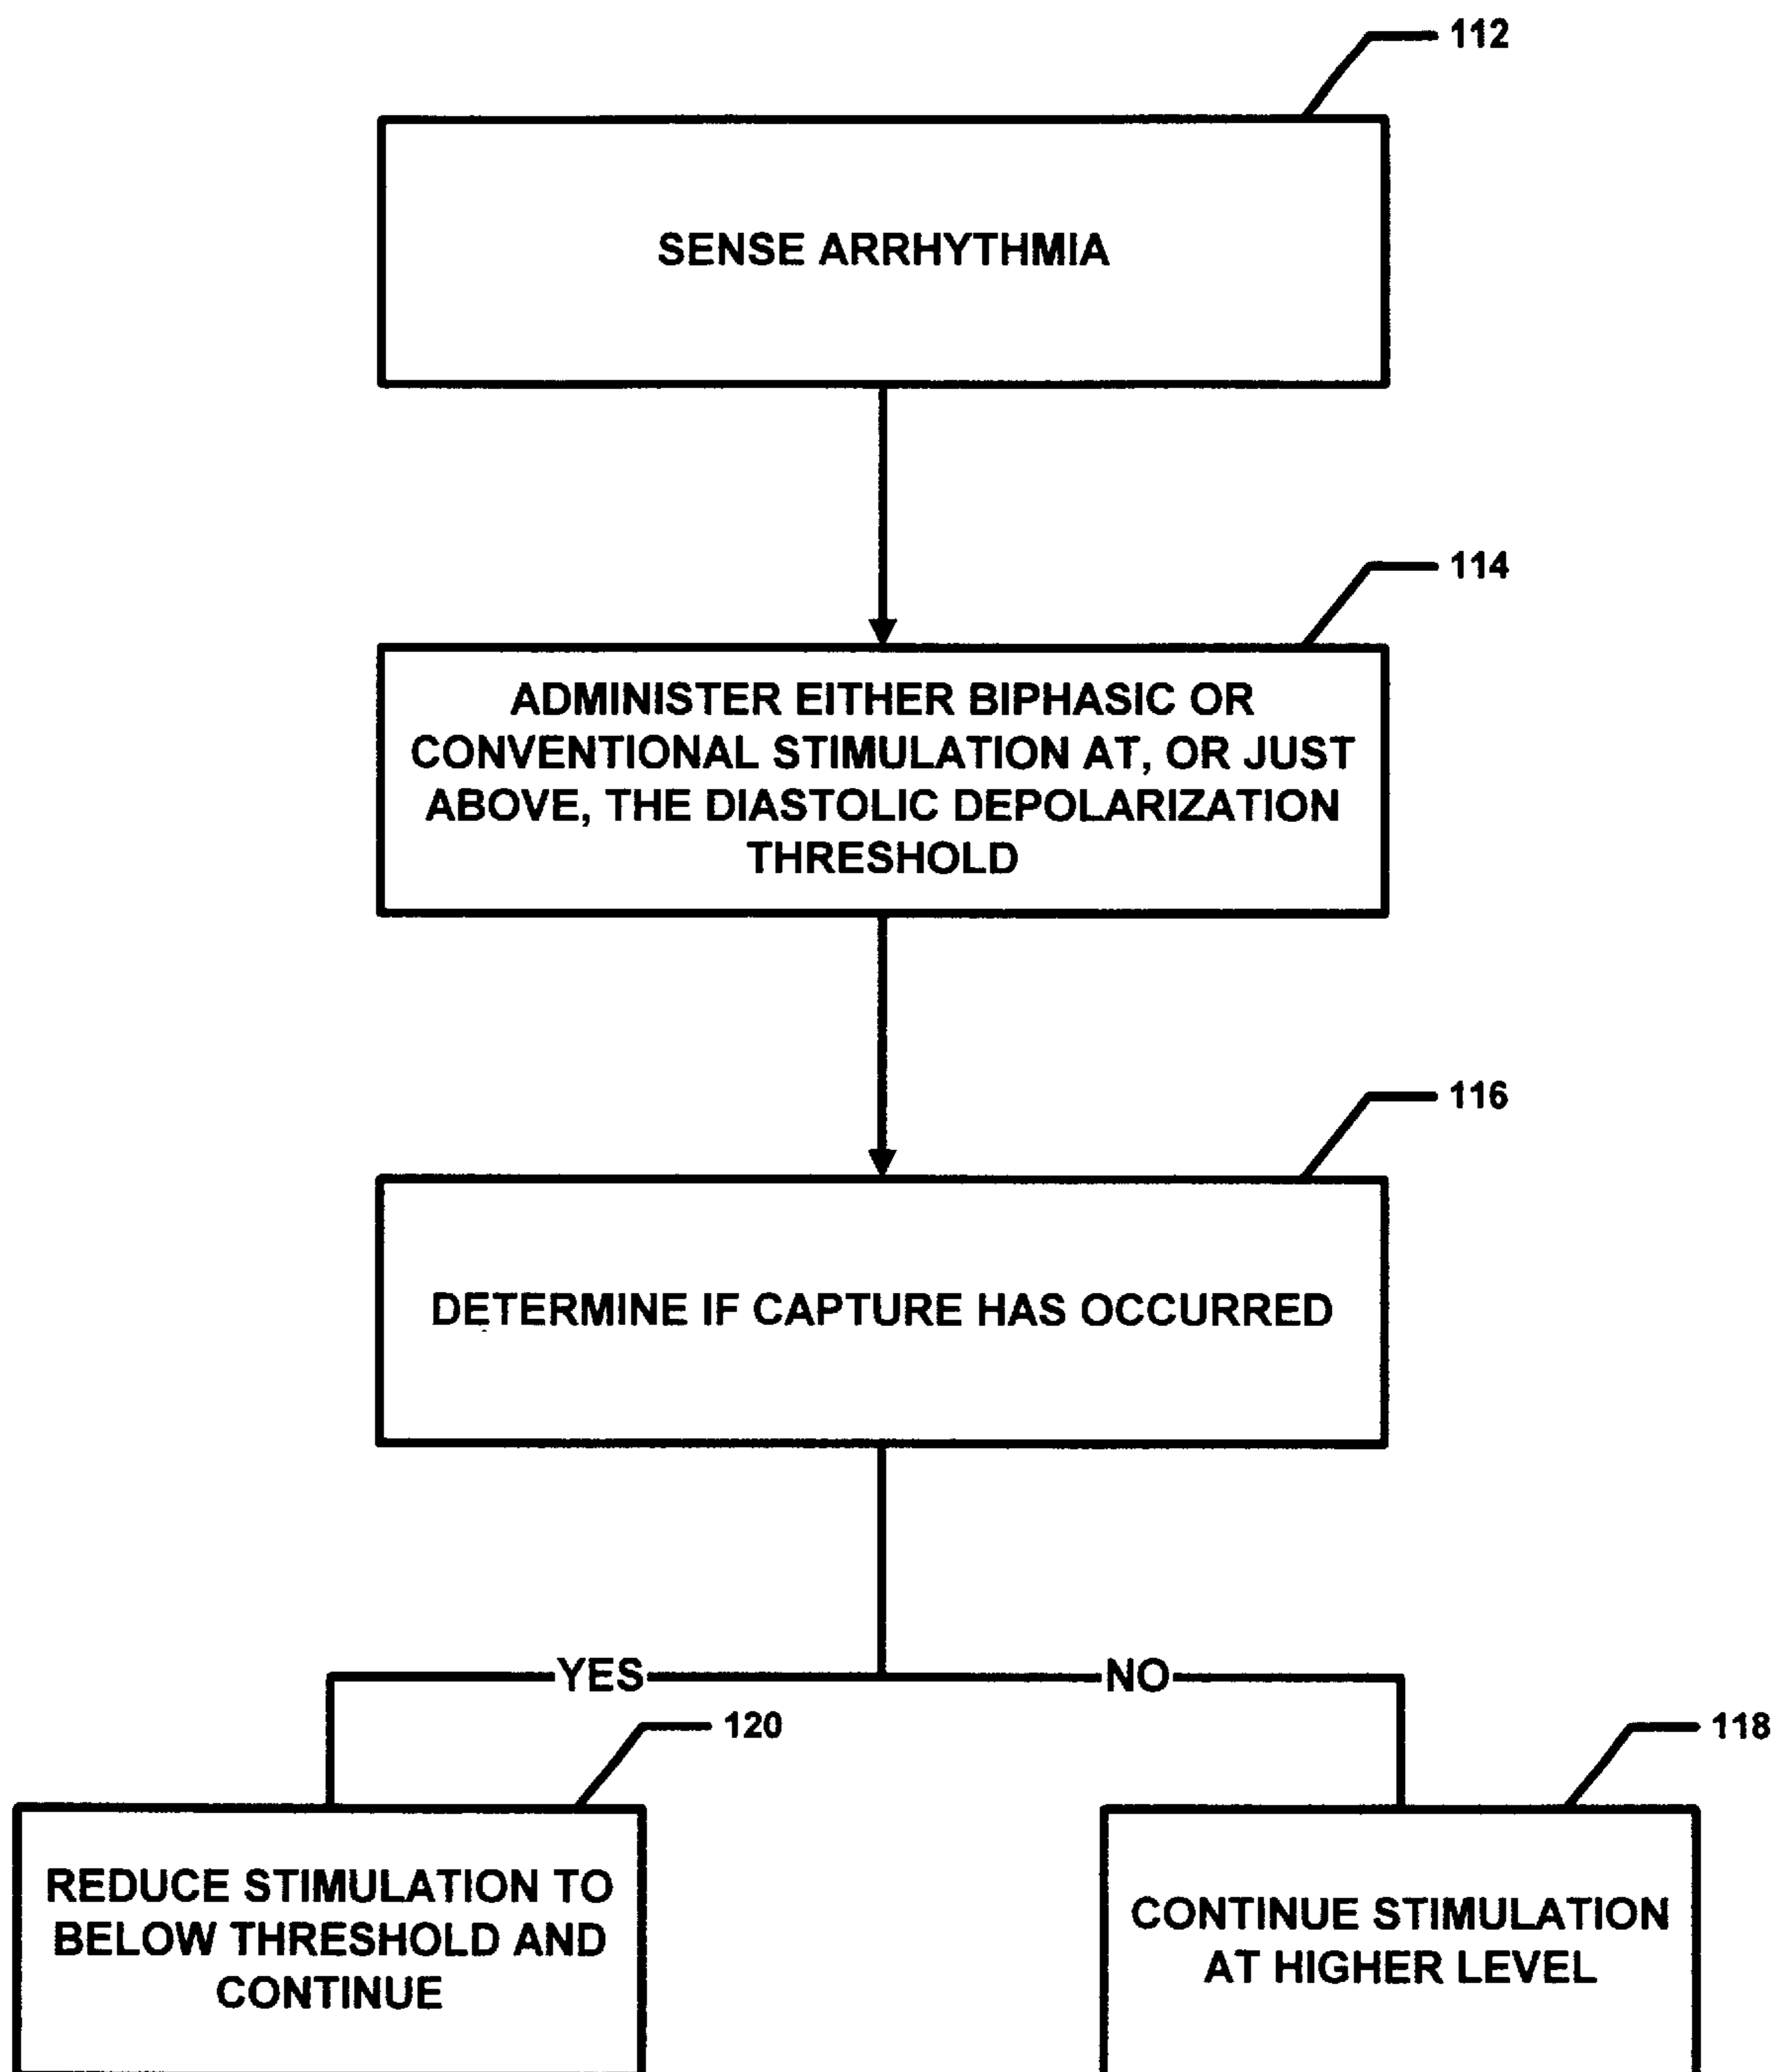 112
SENSE ARRHYTHMIA
114
ADMINISTER EITHER BIPHASIC OR
CONVENTIONAL STIMULATION AT, OR JUST
ABOVE, THE DIASTOLIC DEPOLARIZATION
THRESHOLD
116
DETERMINE IF CAPTURE HAS OCCURRED
YES
NO
120
118
REDUCE STIMULATION TO
BELOW THRESHOLD AND
CONTINUE
CONTINUE STIMULATION
AT HIGHER LEVEL